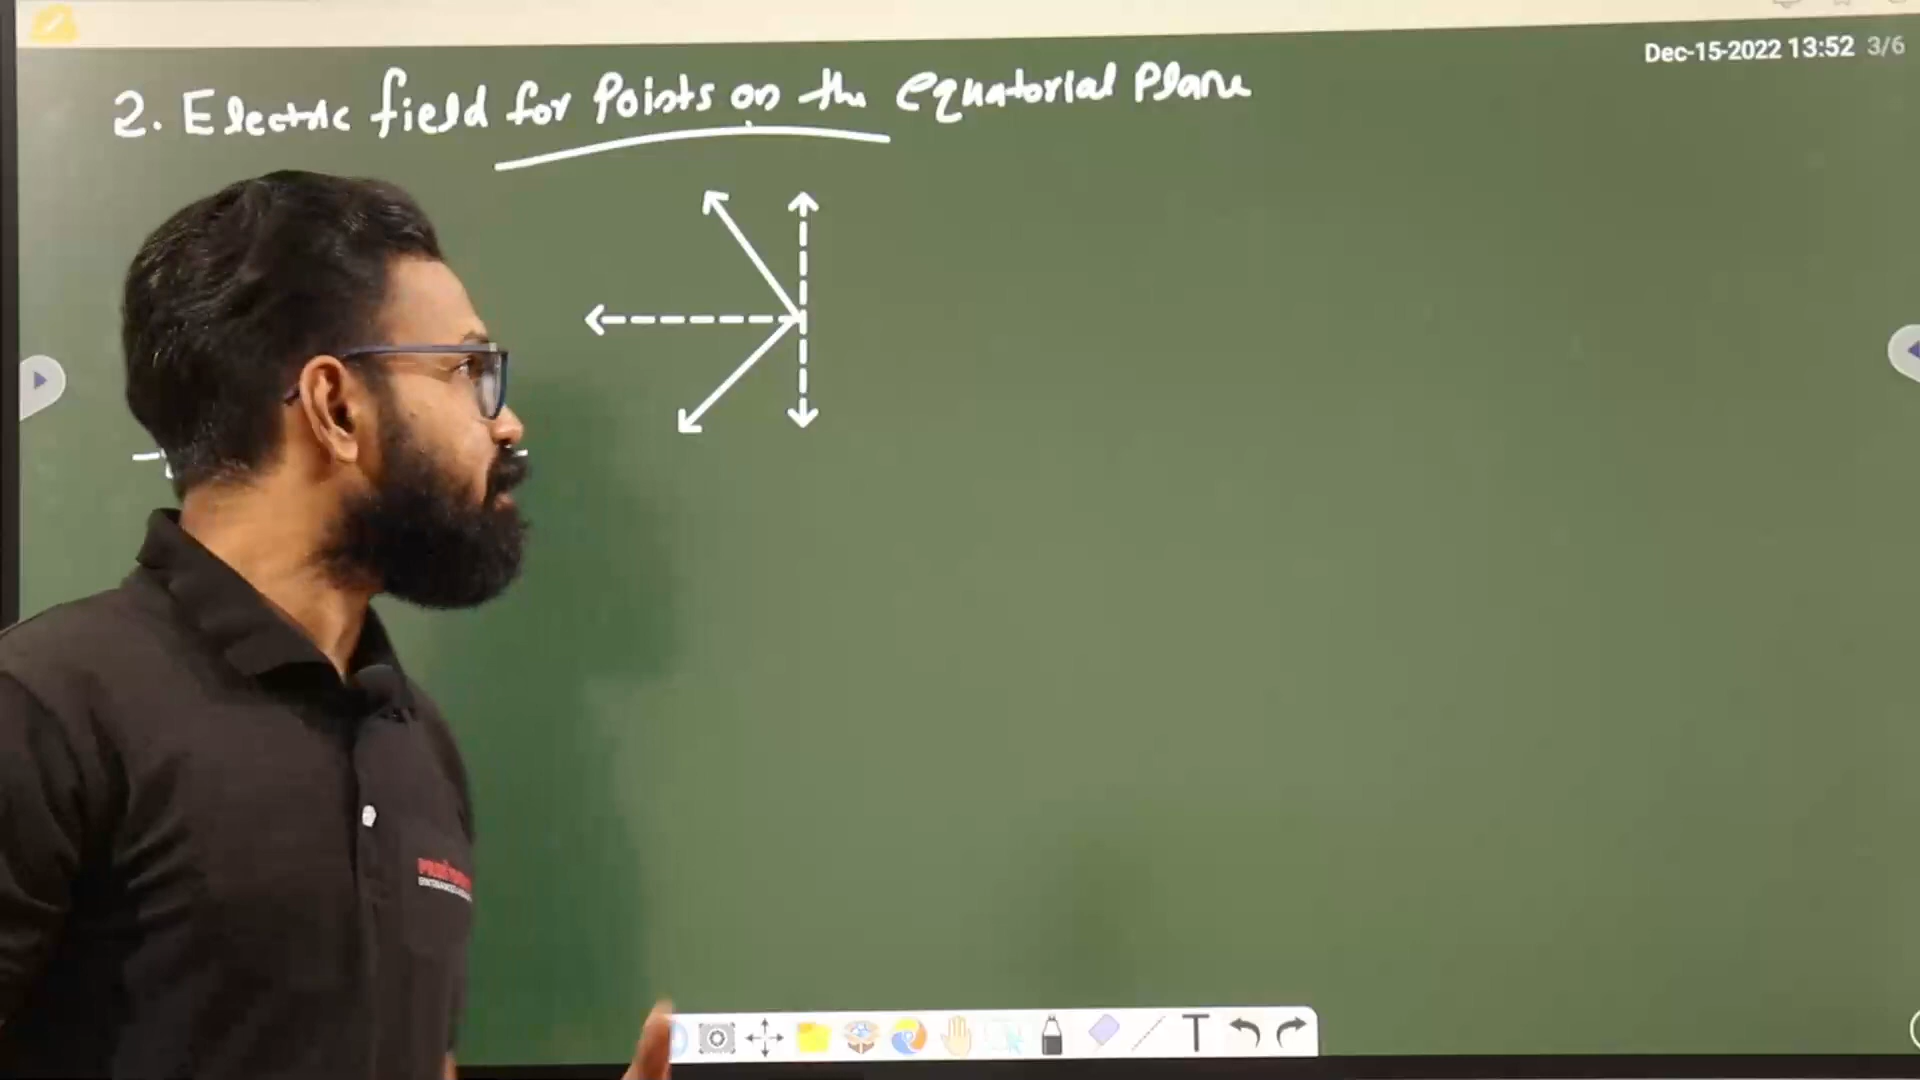 Dec-15-2022 13:52 3/6
2. Electric field for Points on the equatorial Plane
T